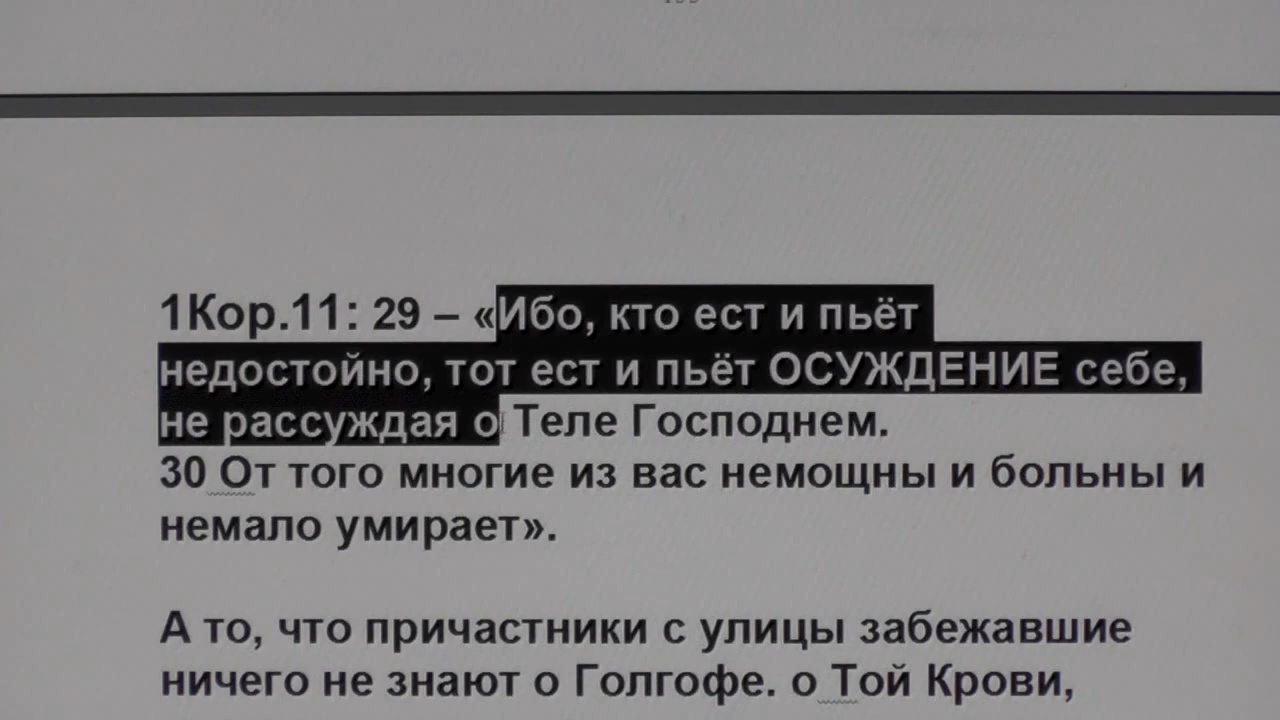 1Кор.11: 29 – «Ибо, кто ест и пьёт
недостойно, тот ест и пьёт ОСУЖДЕНИЕ себе,
не рассуждая о Теле Господнем.
30 От того многие из вас немощны и больны и
немало умирает».
А то, что причастники с улицы забежавшие
ничего не знают о Голгофе. о Той Крови,